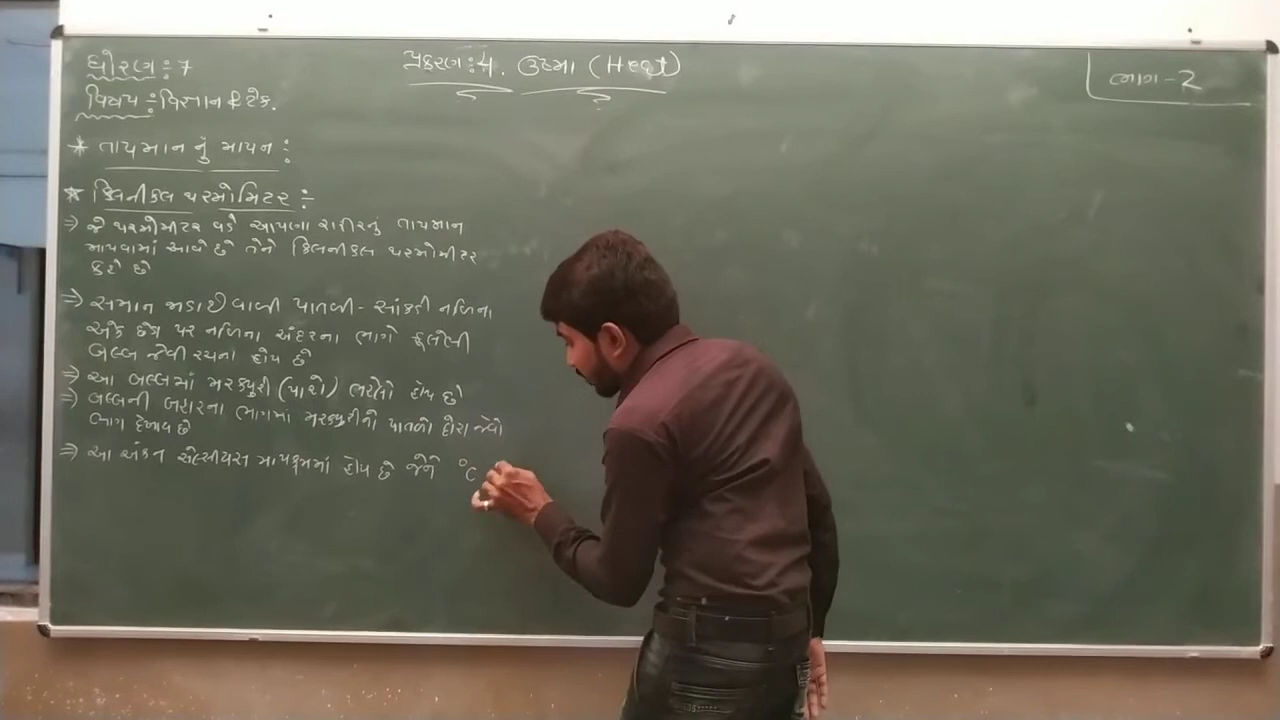 ધોરણ:7
પ્રકરણ:4. ઉષ્મા (Heat)
ભાગ-2
વિષય:વિજ્ઞાન & ટેક.
* તાપમાન નું માપન :
* ક્લિનીકલ થરમોમિટર ÷
⇒ જે થરમોમીટર વડે આપણા શરીરનું તાપમાન
માપવામાં આવે છે તેને ક્લિનીકલ થરમોમીટર
કહે છે
⇒ સમાન જાડાઈ વાળી પાતળી - સાંકડી નળિના
એક છેડા પર નળિના અંદરના ભાગે ફૂલેલી
બલ્બ જેવી રચના હોય છે
⇒ આ બલ્બમાં મરક્યુરી (પારો) ભરેલો હોય છે
⇒ બલ્બની બહારના ભાગમાં મરક્યુરીનો પાતળો દોરા જેવો
ભાગ દેખાય છે
⇒ આ અંકન સેલ્સીયસ માપક્રમમાં હોય છે જેને °C